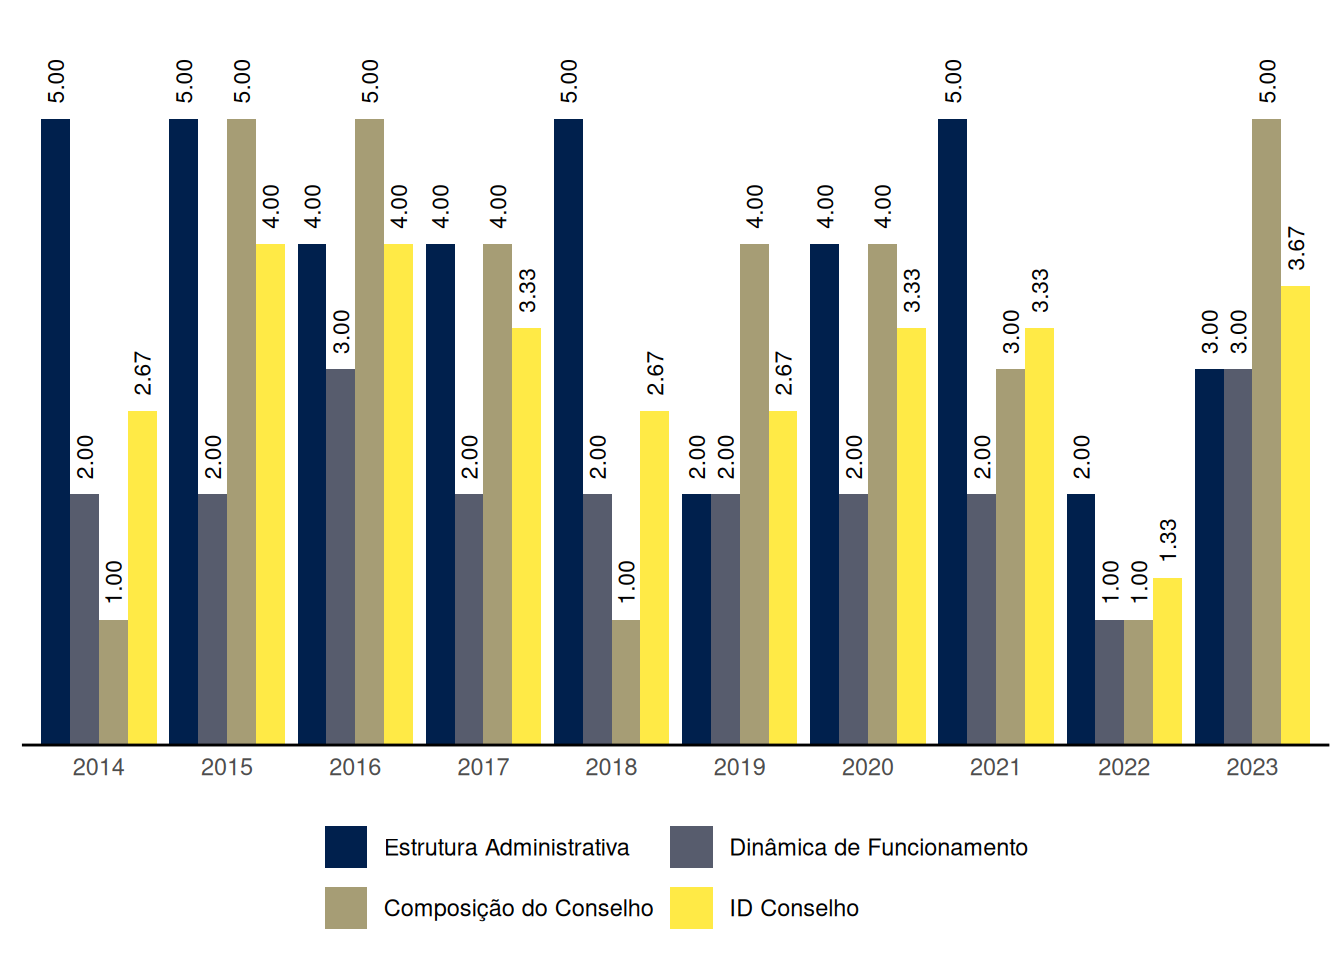 5.00 2.00 1.00 2.67
5.00 2.00 5.00 4.00
4.00 3.00 5.00 4.00
4.00 2.00 4.00 3.33
5.00 2.00 1.00 2.67
2.00 2.00 4.00 2.67
4.00 2.00 4.00 3.33
5.00 2.00 3.00 3.33
2.00 1.00 1.00 1.33
3.00 3.00 5.00 3.67
2014 2015 2016 2017 2018 2019 2020 2021 2022 2023
Estrutura Administrativa Dinâmica de Funcionamento
Composição do Conselho ID Conselho